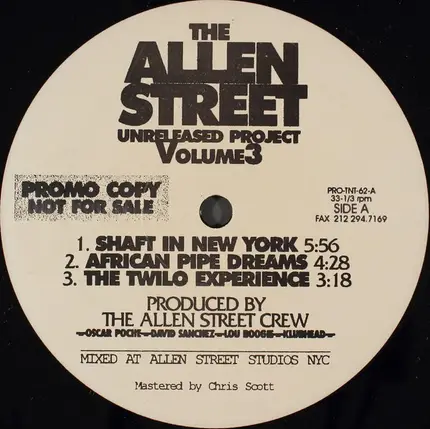 THE
ALLEN
STREET
UNRELEASED PROJECT
VOLUME 3
PROMO COPY
NOT FOR SALE
PRO-TNT-62-A
33-1/3 rpm
SIDE A
FAX 212 294.7169
1. SHAFT IN NEW YORK 5:56
2. AFRICAN PIPE DREAMS 4:28
3. THE TWILO EXPERIENCE 3:18
PRODUCED BY
THE ALLEN STREET CREW
-OSCAR POCHE-DAVID SANCHEZ-LOU BOOGIE-KLUBHEAD-
MIXED AT ALLEN STREET STUDIOS NYC
Mastered by Chris Scott